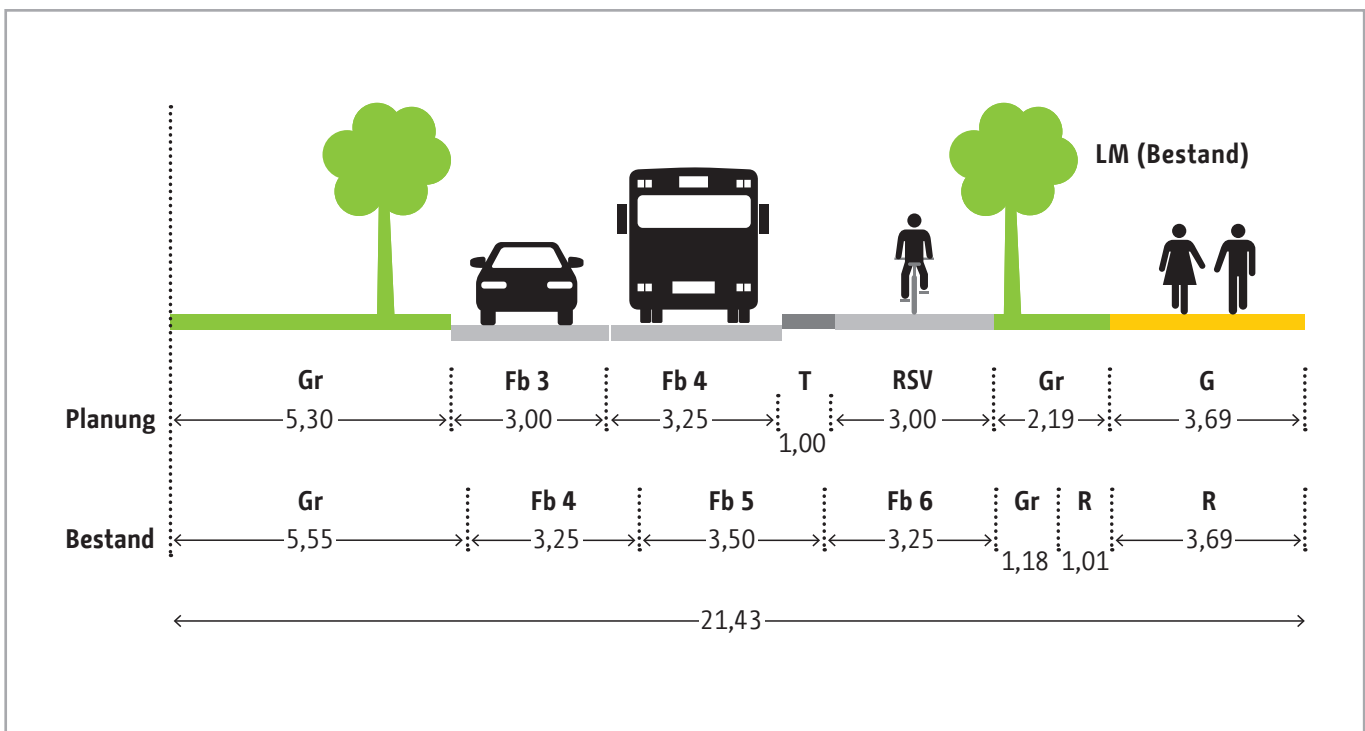 LM (Bestand)
Gr Fb 3 Fb 4 T RSV Gr G
Planung 5,30 3,00 3,25 1,00 3,00 2,19 3,69
Gr Fb 4 Fb 5 Fb 6 Gr R R
Bestand 5,55 3,25 3,50 3,25 1,18 1,01 3,69
21,43